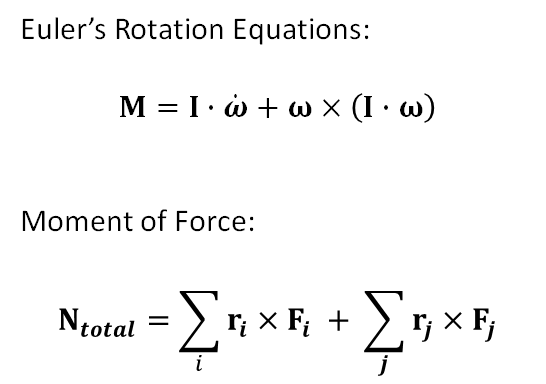 Euler’s Rotation Equations:
𝐌 = 𝐈 · 𝛚̇ + 𝛚 × (𝐈 · 𝛚)
Moment of Force:
𝐍_total = ∑_i 𝐫_i × 𝐅_i + ∑_j 𝐫_j × 𝐅_j